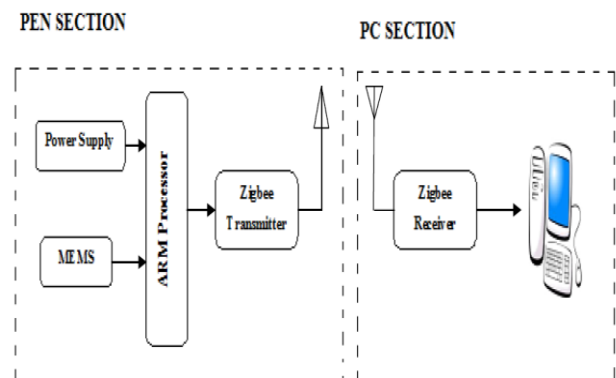 PEN SECTION
PC SECTION
Power Supply
MEMS
ARM Processor
Zigbee
Transmitter
Zigbee
Receiver